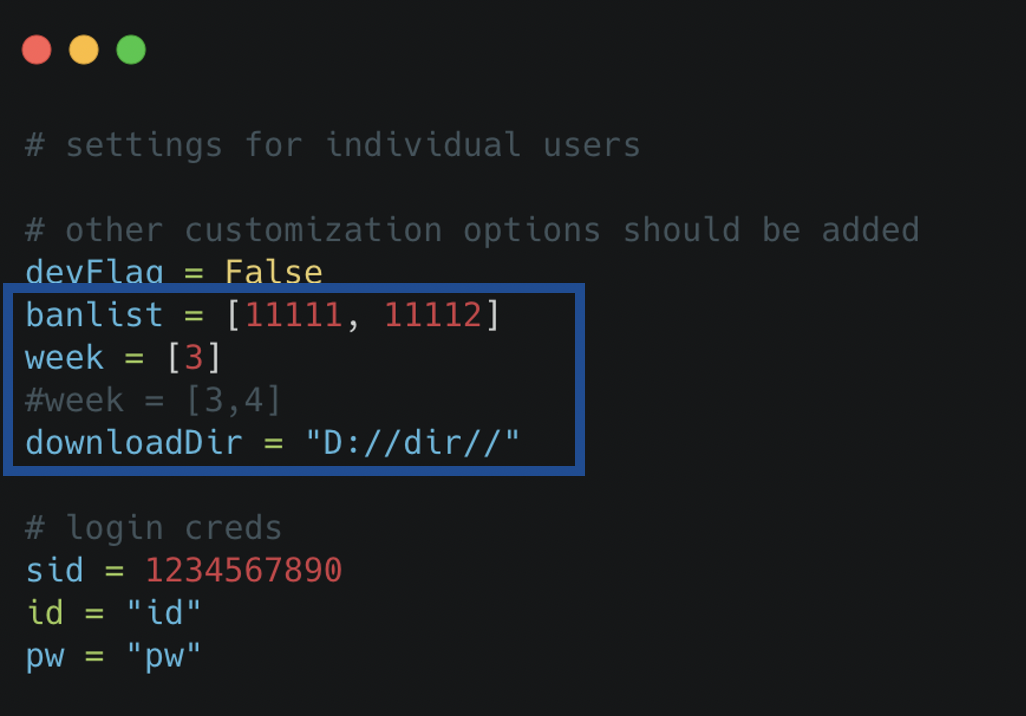 # settings for individual users
# other customization options should be added
devFlag = False
banlist = [11111, 11112]
week = [3]
#week = [3,4]
downloadDir = "D://dir//"
# login creds
sid = 1234567890
id = "id"
pw = "pw"